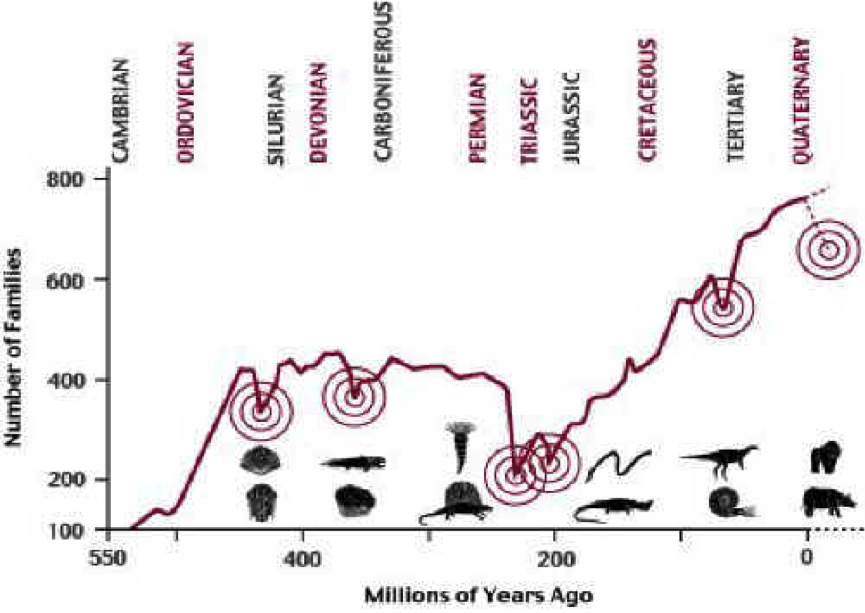 CAMBRIAN
ORDOVICIAN
SILURIAN
DEVONIAN
CARBONIFEROUS
PERMIAN
TRIASSIC
JURASSIC
CRETACEOUS
TERTIARY
QUATERNARY
Number of Families
800
600
400
200
100
550
400
200
0
Millions of Years Ago